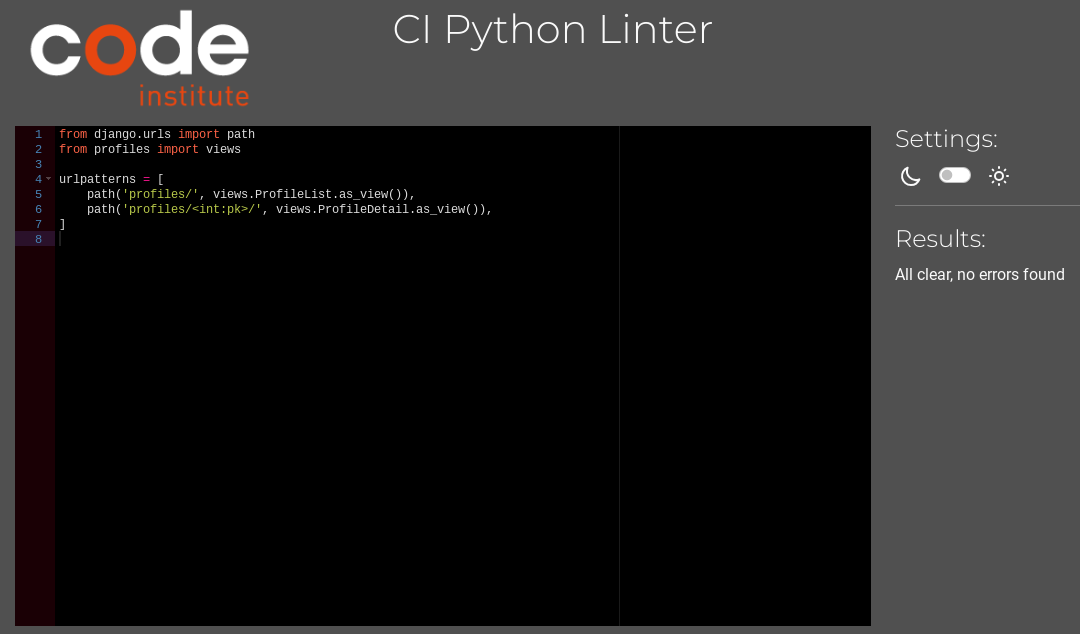 code
institute
CI Python Linter
1 from django.urls import path
2 from profiles import views
3
4 urlpatterns = [
5     path('profiles/', views.ProfileList.as_view()),
6     path('profiles/<int:pk>/', views.ProfileDetail.as_view()),
7 ]
8
Settings:
Results:
All clear, no errors found